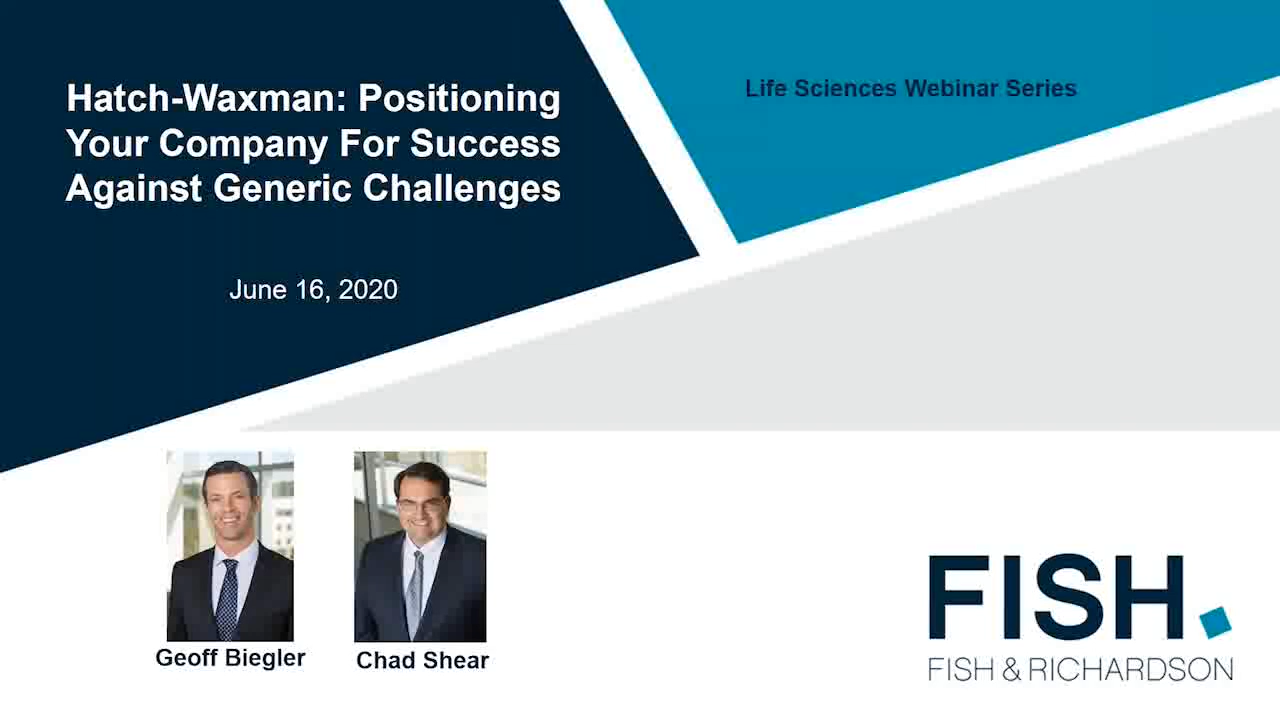 Hatch-Waxman: Positioning
Your Company For Success
Against Generic Challenges
June 16, 2020
Life Sciences Webinar Series
Geoff Biegler
Chad Shear
FISH.
FISH & RICHARDSON